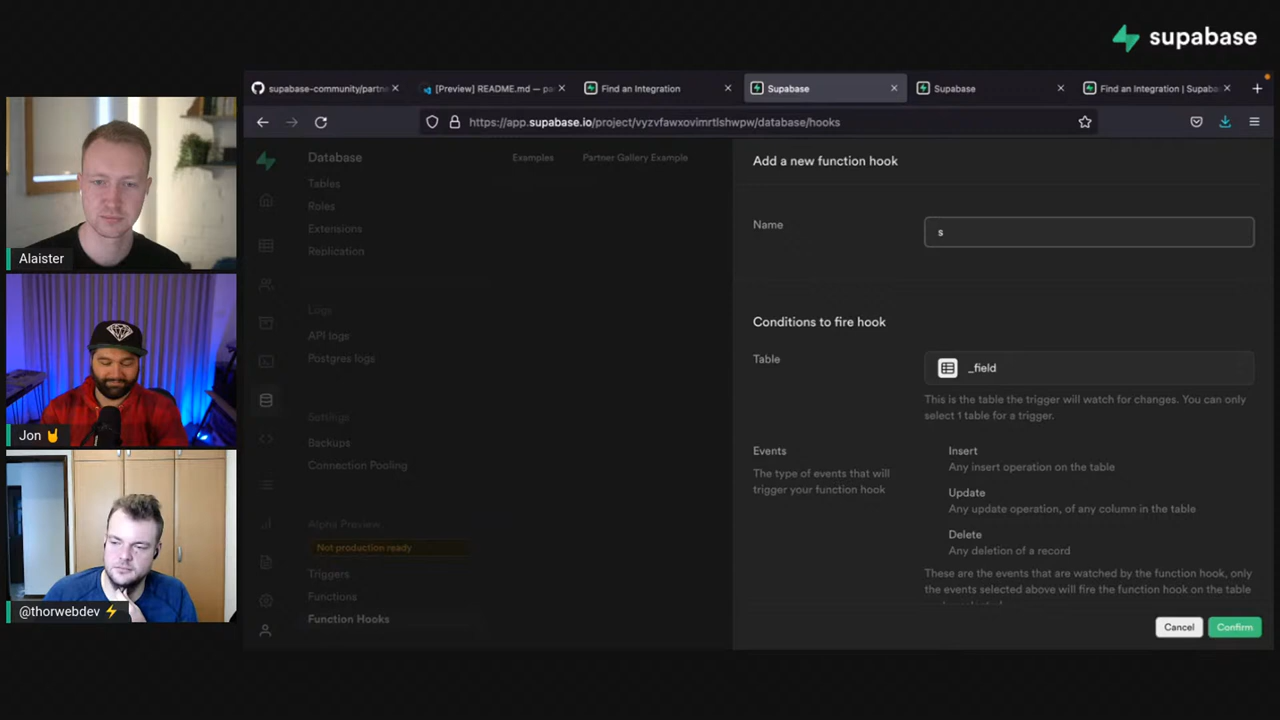 supabase
supabase-community/partne
[Preview] README.md — pa
Find an Integration
Supabase
Supabase
Find an Integration | Supaba
https://app.supabase.io/project/vyzvfawxovimrtlshwpw/database/hooks
Database
Examples
Partner Gallery Example
Tables
Roles
Extensions
Replication
Logs
API logs
Postgres logs
Settings
Backups
Connection Pooling
Alpha Preview
Not production ready
Triggers
Functions
Function Hooks
Add a new function hook
Name
s
Conditions to fire hook
Table
_field
This is the table the trigger will watch for changes. You can only
select 1 table for a trigger.
Events
The type of events that will
trigger your function hook
Insert
Any insert operation on the table
Update
Any update operation, of any column in the table
Delete
Any deletion of a record
These are the events that are watched by the function hook, only
the events selected above will fire the function hook on the table
Cancel
Confirm
Alaister
Jon 🤘
@thorwebdev ⚡